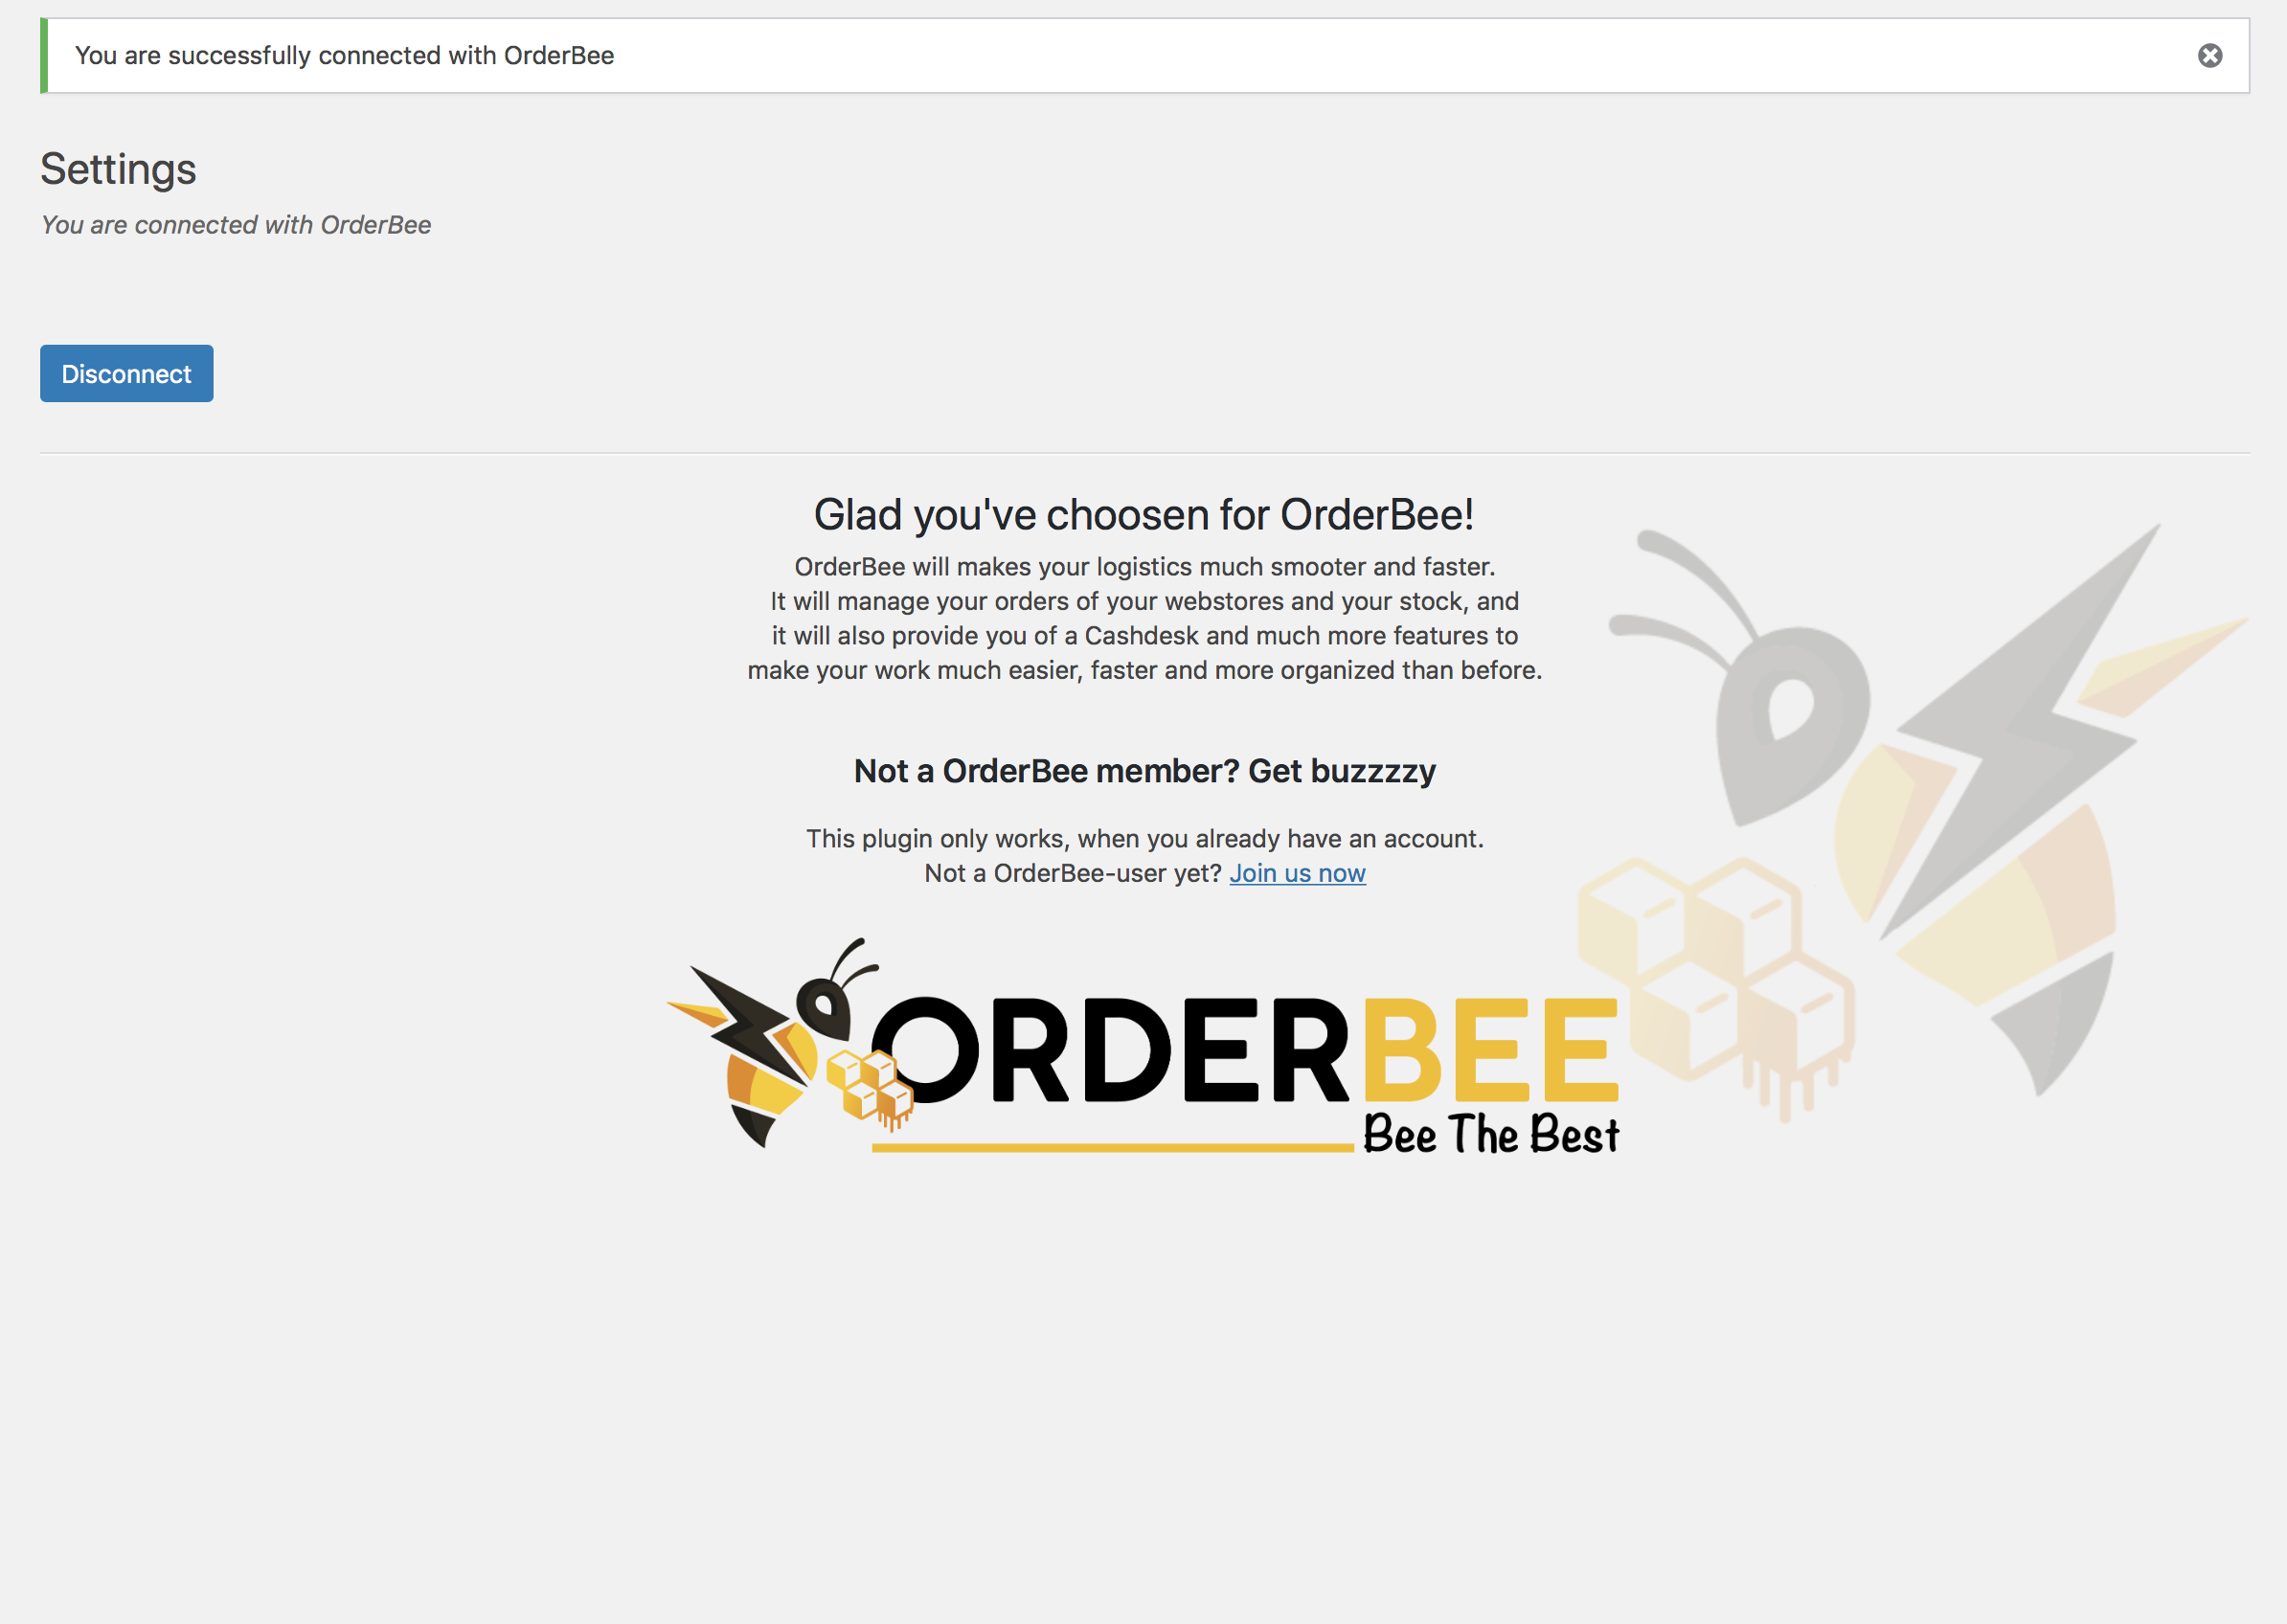 You are successfully connected with OrderBee
Settings
You are connected with OrderBee
Disconnect
Glad you've choosen for OrderBee!
OrderBee will makes your logistics much smooter and faster.
It will manage your orders of your webstores and your stock, and
it will also provide you of a Cashdesk and much more features to
make your work much easier, faster and more organized than before.
Not a OrderBee member? Get buzzzzy
This plugin only works, when you already have an account.
Not a OrderBee-user yet? Join us now
ORDERBEE
Bee The Best